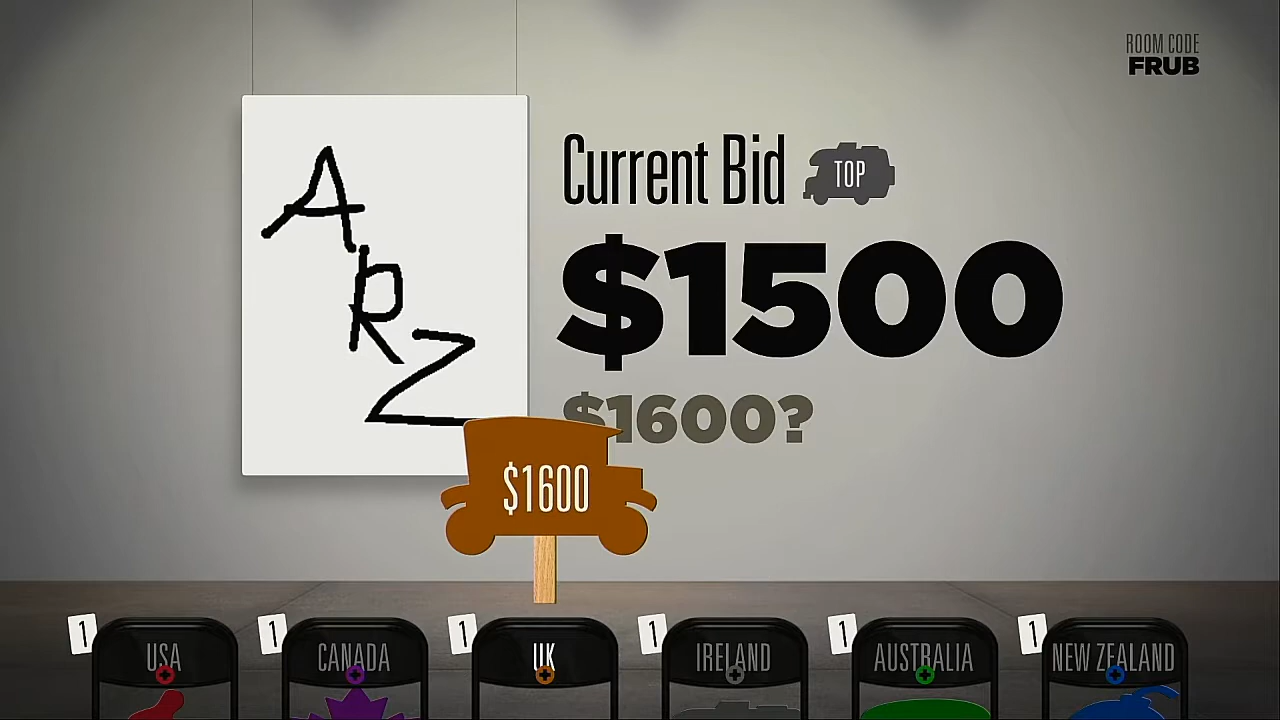 ROOM CODE
FRUB
A
R
Z
Current Bid TOP
$1500
$1600?
$1600
1 USA 1 CANADA 1 UK 1 IRELAND 1 AUSTRALIA 1 NEW ZEALAND